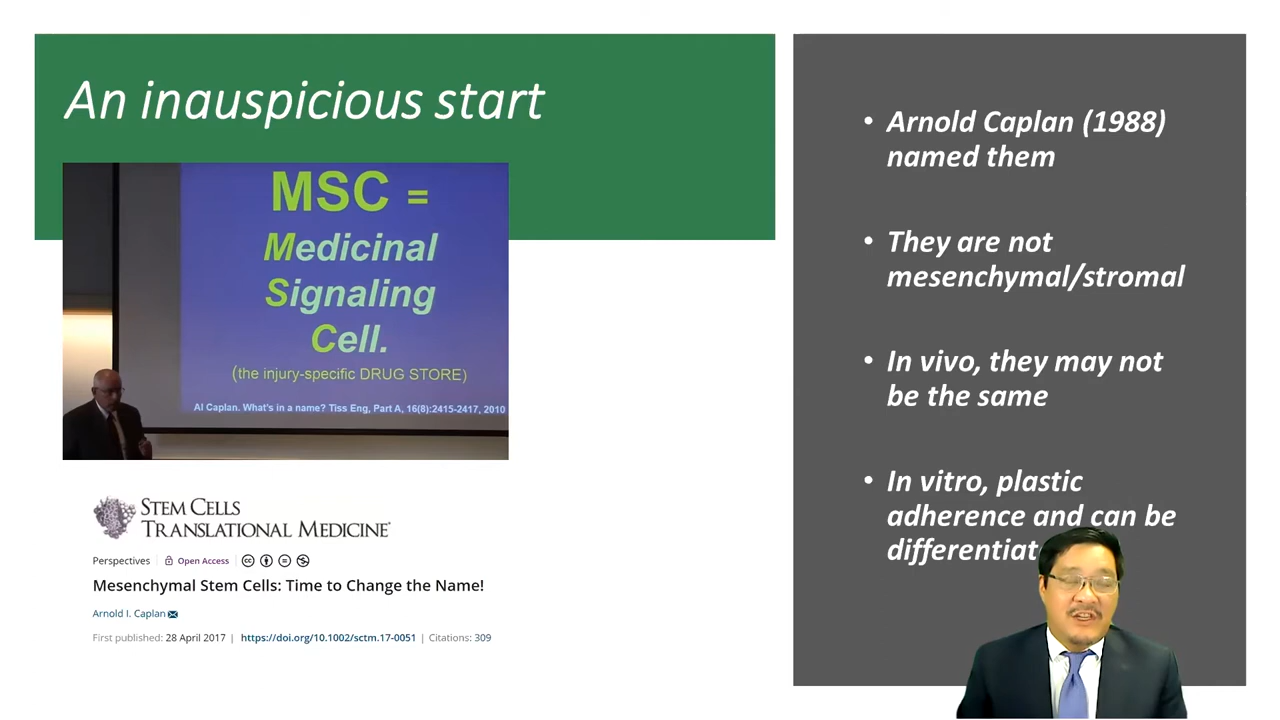 An inauspicious start
MSC =
Medicinal
Signaling
Cell.
(the injury-specific DRUG STORE)
Al Caplan. What's in a name? Tiss Eng, Part A, 16(8):2415-2417, 2010
STEM CELLS
TRANSLATIONAL MEDICINE
Perspectives | Open Access |
Mesenchymal Stem Cells: Time to Change the Name!
Arnold I. Caplan
First published: 28 April 2017 | https://doi.org/10.1002/sctm.17-0051 | Citations: 309
• Arnold Caplan (1988)
named them
• They are not
mesenchymal/stromal
• In vivo, they may not
be the same
• In vitro, plastic
adherence and can be